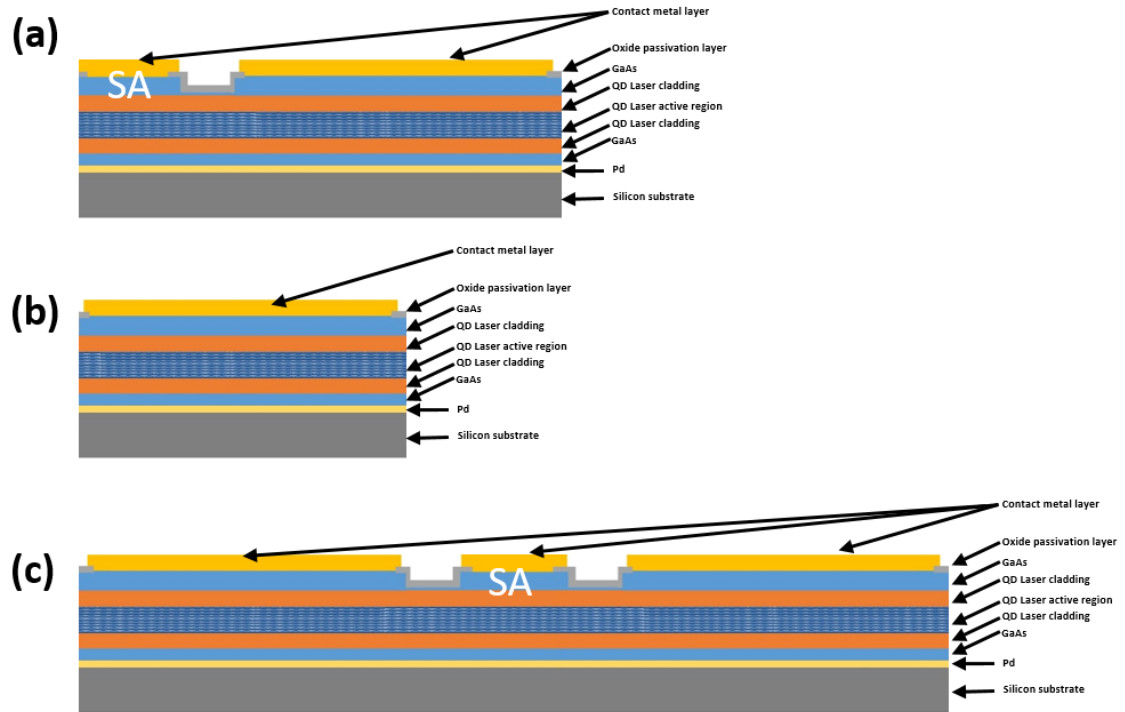 (a)
Contact metal layer
Oxide passivation layer
GaAs
QD Laser cladding
QD Laser active region
QD Laser cladding
GaAs
Pd
Silicon substrate
SA
(b)
Contact metal layer
Oxide passivation layer
GaAs
QD Laser cladding
QD Laser active region
QD Laser cladding
GaAs
Pd
Silicon substrate
(c)
Contact metal layer
Oxide passivation layer
GaAs
QD Laser cladding
QD Laser active region
QD Laser cladding
GaAs
Pd
Silicon substrate
SA